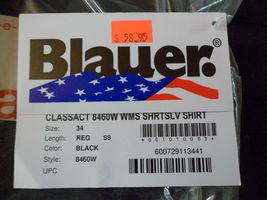 $ 58.95
Blauer.
CLASSACT 8460W WMS SHRTSLV SHIRT
Size: 34
Length: REG SS
Color: BLACK
Style: 8460W
UPC
*001010063*
600729113441